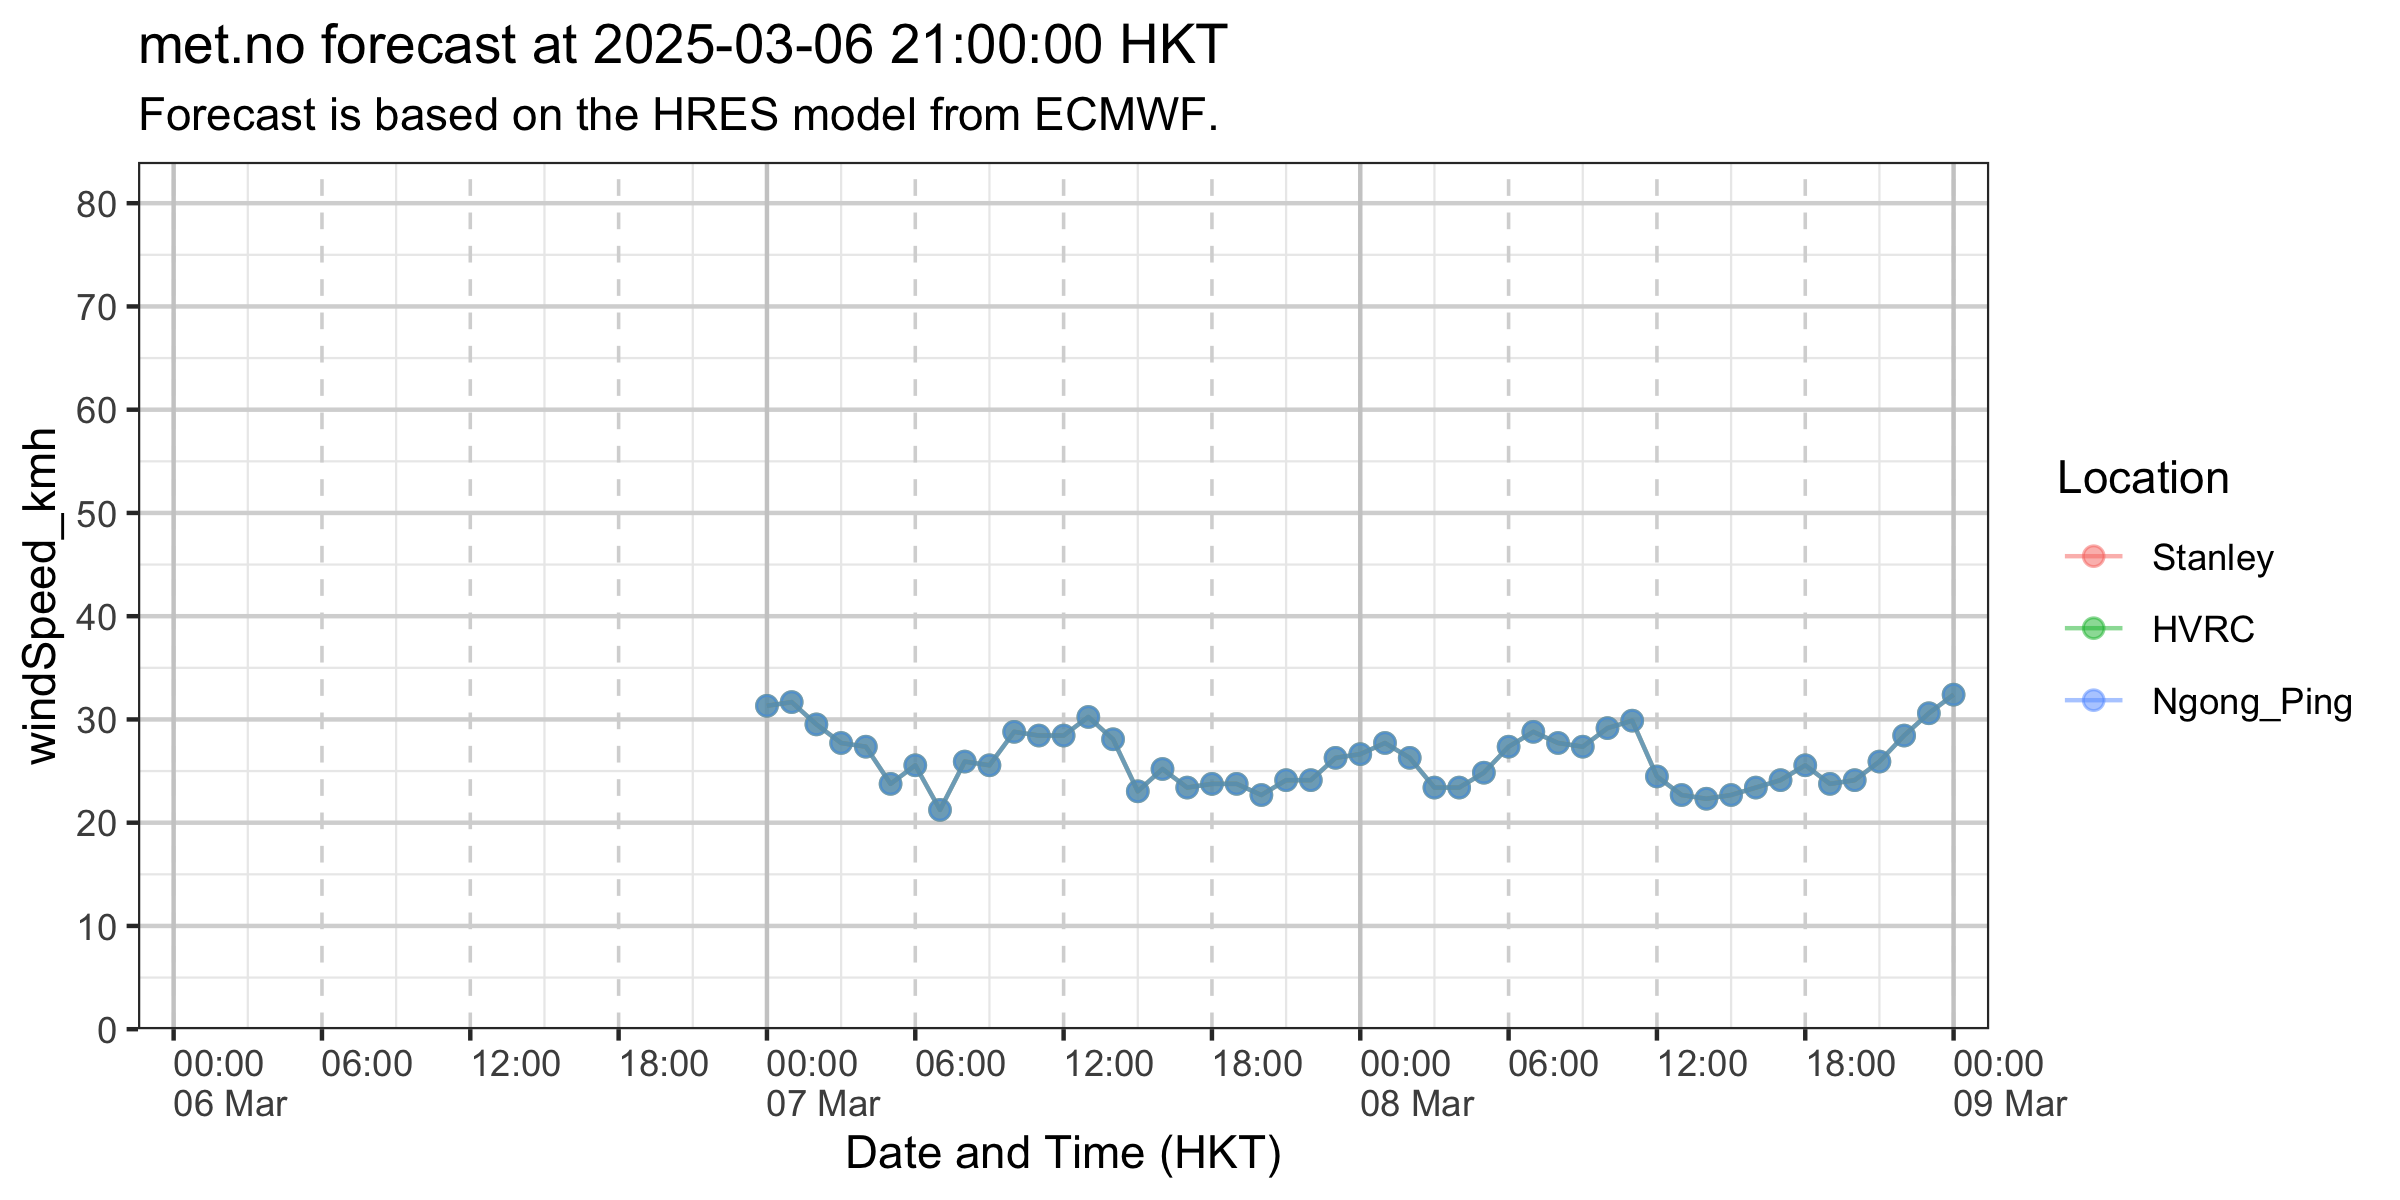 met.no forecast at 2025-03-06 21:00:00 HKT
Forecast is based on the HRES model from ECMWF.
windSpeed_kmh
80
70
60
50
40
30
20
10
0
00:00 06:00 12:00 18:00 00:00 06:00 12:00 18:00 00:00 06:00 12:00 18:00 00:00
06 Mar 07 Mar 08 Mar 09 Mar
Date and Time (HKT)
Location
Stanley
HVRC
Ngong_Ping